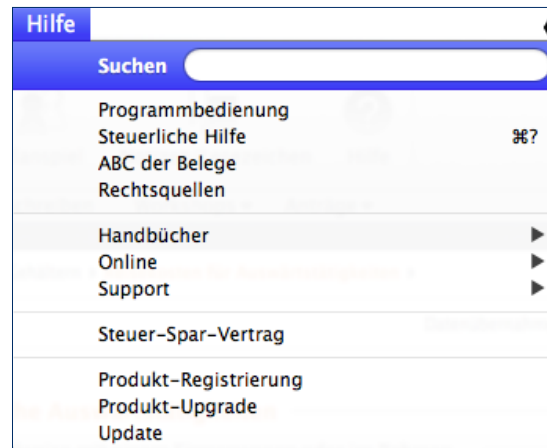 Hilfe
Suchen
Programmbedienung
Steuerliche Hilfe ⌘?
ABC der Belege
Rechtsquellen
Handbücher
Online
Support
Steuer-Spar-Vertrag
Produkt-Registrierung
Produkt-Upgrade
Update